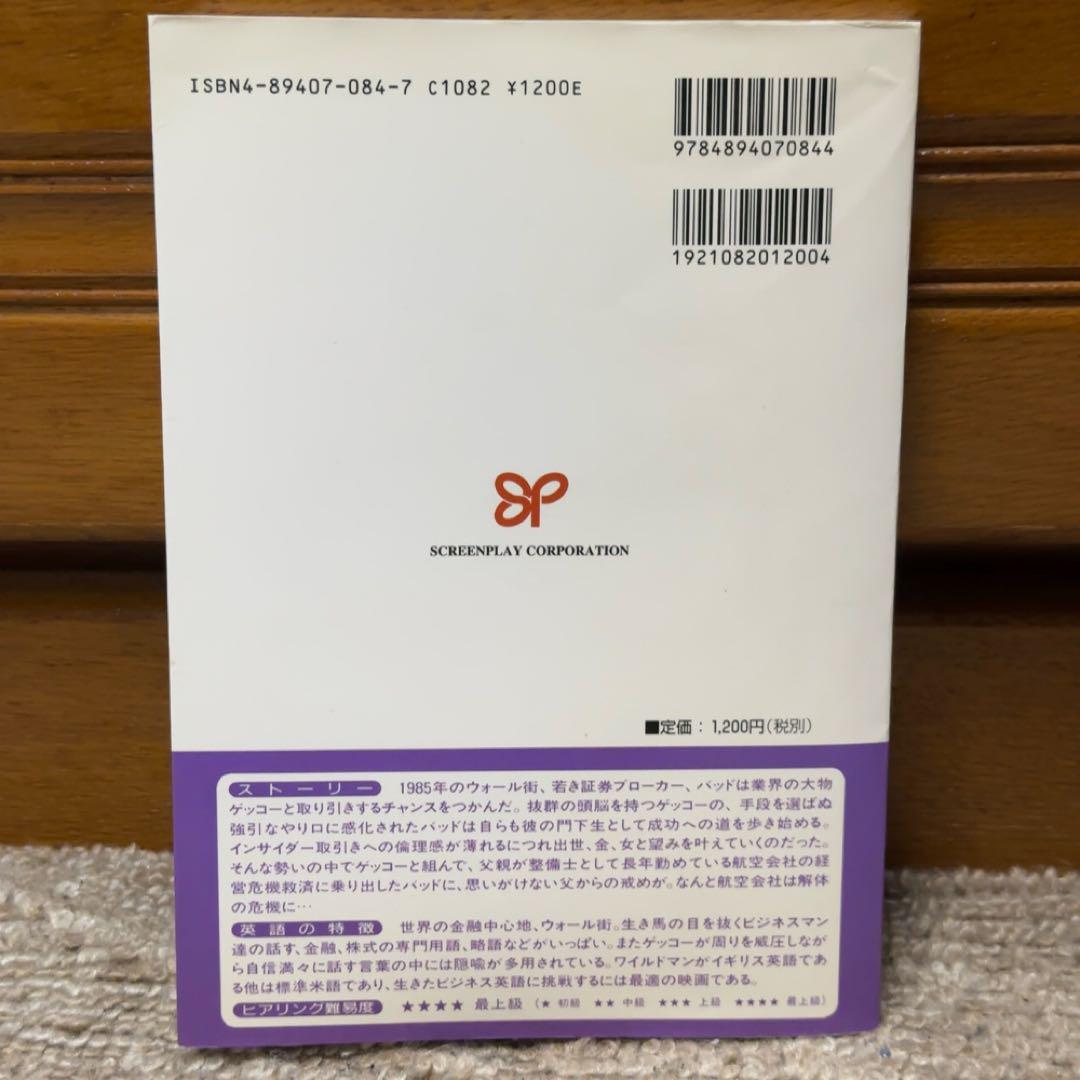 ISBN4-89407-084-7 C1082 ¥1200E
9784894070844
1921082012004
SP
SCREENPLAY CORPORATION
■定価：1,200円(税別)
ストーリー 1985年のウォール街、若き証券ブローカー、バッドは業界の大物
ゲッコーと取り引きするチャンスをつかんだ。抜群の頭脳を持つゲッコーの、手段を選ばぬ
強引なやり口に感化されたバッドは自らも彼の門下生として成功への道を歩き始める。
インサイダー取引きへの倫理感が薄れるにつれ出世、金、女と望みを叶えていくのだった。
そんな勢いの中でゲッコーと組んで、父親が整備士として長年勤めている航空会社の経
営危機救済に乗り出したバッドに、思いがけない父からの戒めが。なんと航空会社は解体
の危機に…
英語の特徴 世界の金融中心地、ウォール街。生き馬の目を抜くビジネスマン
達の話す、金融、株式の専門用語、略語などがいっぱい。またゲッコーが周りを威圧しなが
ら自信満々に話す言葉の中には隠喩が多用されている。ワイルドマンがイギリス英語であ
る他は標準米語であり、生きたビジネス英語に挑戦するには最適の映画である。
ヒアリング難易度 ★★★★ 最上級 (★ 初級 ★★ 中級 ★★★ 上級 ★★★★ 最上級)